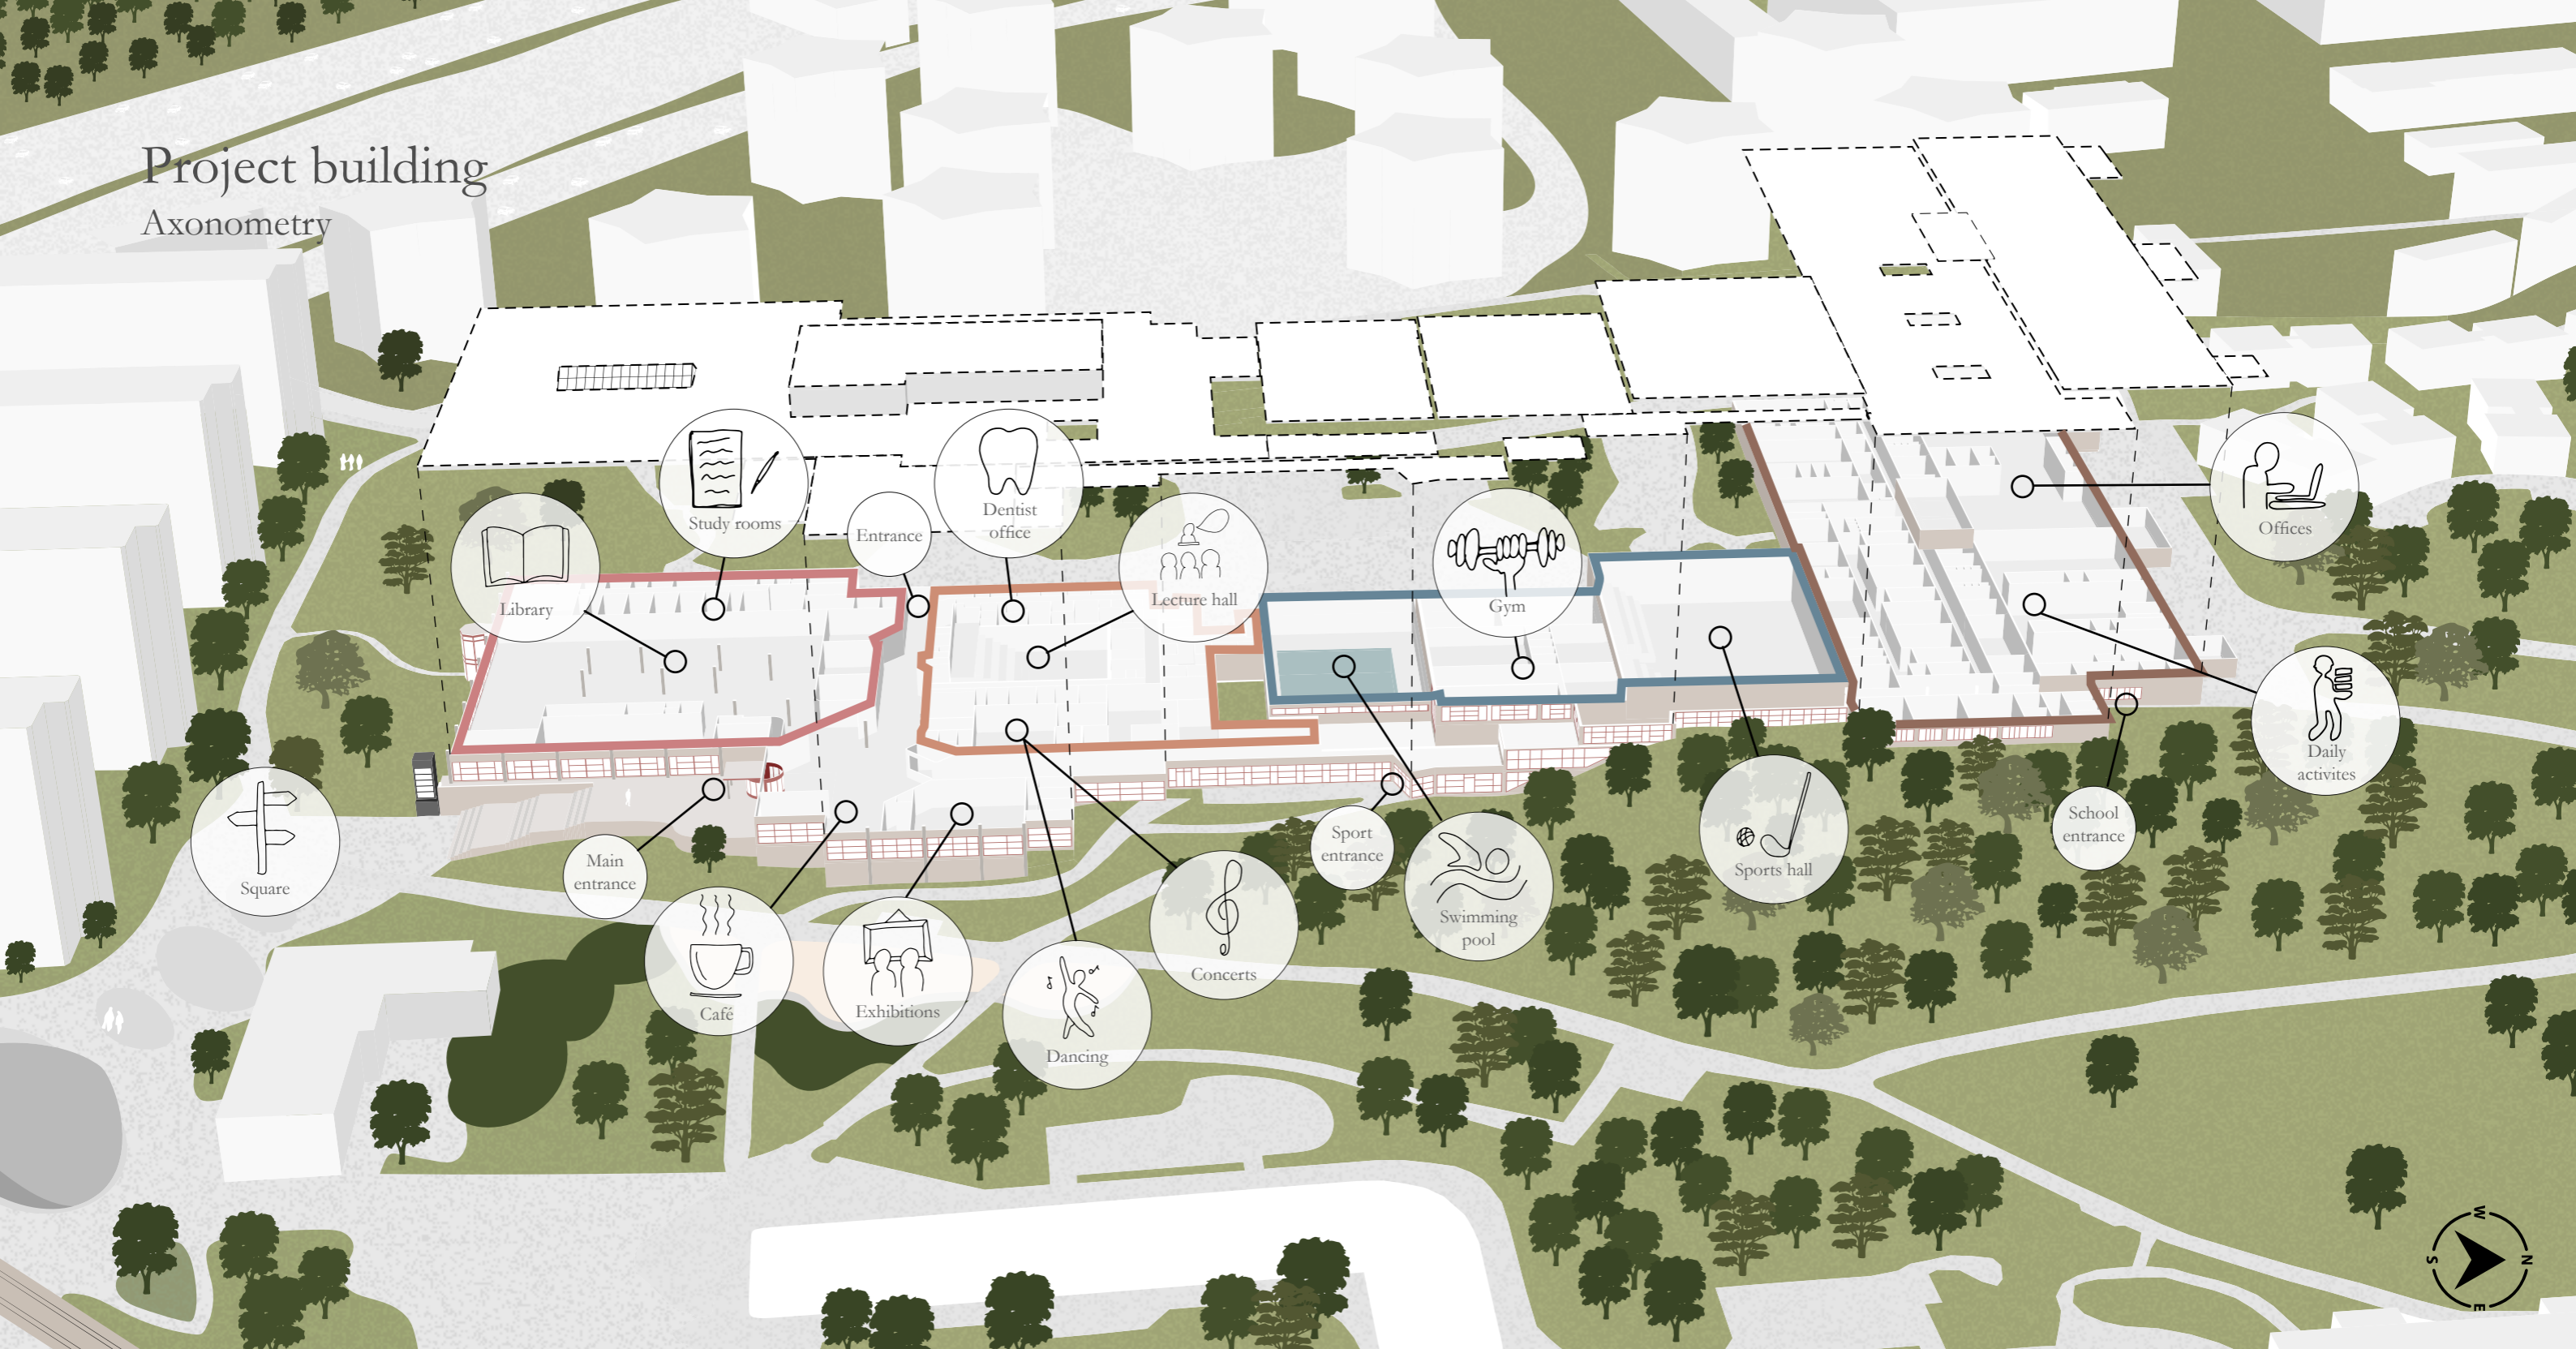 Project building
Axonometry
Study rooms
Entrance
Dentist
office
Library
Lecture hall
Gym
Offices
Square
Main
entrance
Café
Exhibitions
Dancing
Concerts
Sport
entrance
Swimming
pool
Sports hall
School
entrance
Daily
activites
W
N
S
E